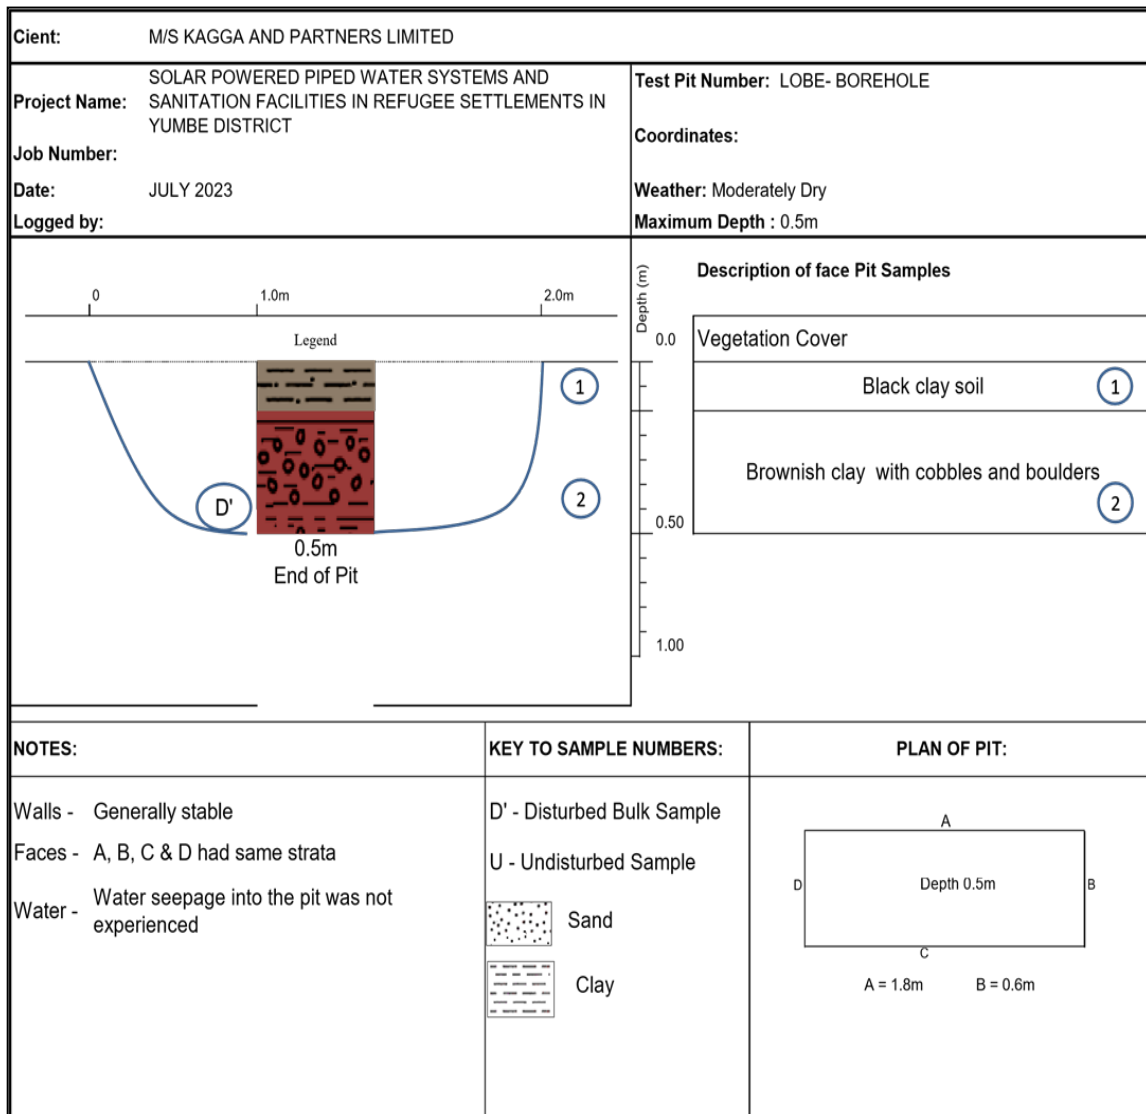 Cient: M/S KAGGA AND PARTNERS LIMITED
Project Name: SOLAR POWERED PIPED WATER SYSTEMS AND
SANITATION FACILITIES IN REFUGEE SETTLEMENTS IN
YUMBE DISTRICT
Job Number:
Date: JULY 2023
Logged by:
Test Pit Number: LOBE- BOREHOLE
Coordinates:
Weather: Moderately Dry
Maximum Depth : 0.5m
0 1.0m 2.0m
Legend
1
2
D'
0.5m
End of Pit
Depth (m)
0.0
0.50
1.00
Description of face Pit Samples
Vegetation Cover
Black clay soil 1
Brownish clay with cobbles and boulders
2
NOTES:
Walls - Generally stable
Faces - A, B, C & D had same strata
Water - Water seepage into the pit was not
experienced
KEY TO SAMPLE NUMBERS:
D' - Disturbed Bulk Sample
U - Undisturbed Sample
Sand
Clay
PLAN OF PIT:
A
D Depth 0.5m B
C
A = 1.8m B = 0.6m